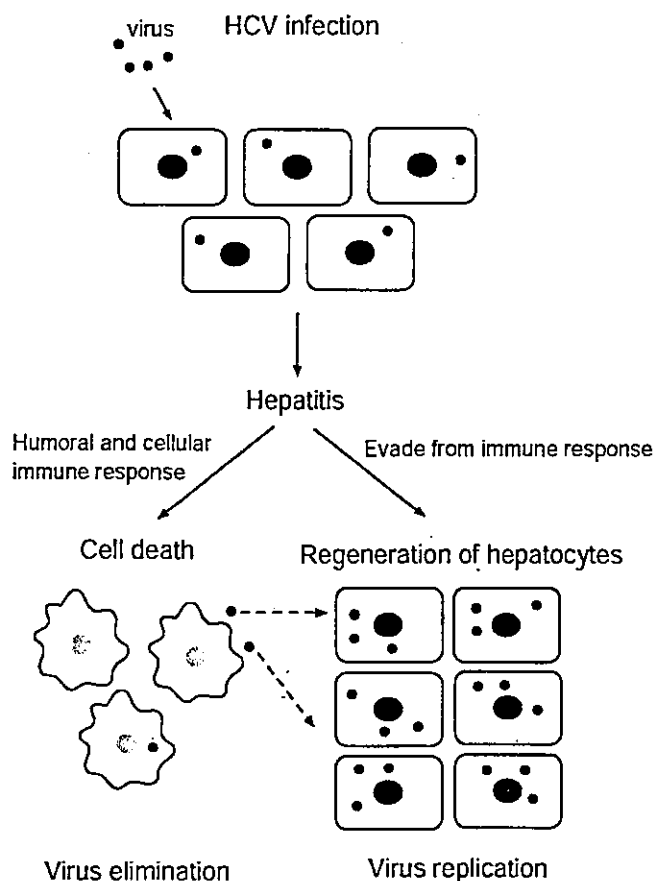 virus
HCV infection
Hepatitis
Humoral and cellular
immune response
Evade from immune response
Cell death
Regeneration of hepatocytes
Virus elimination
Virus replication